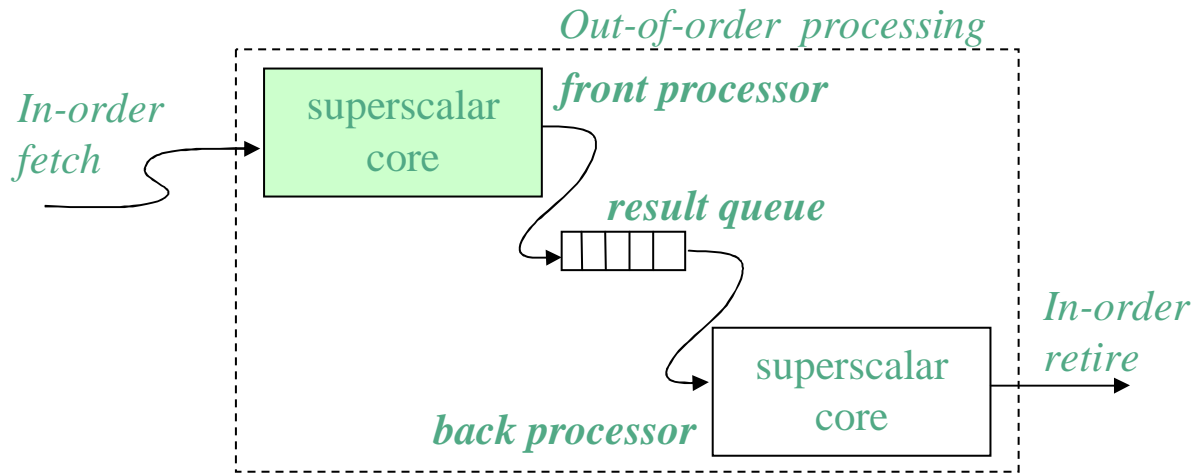 Out-of-order processing
In-order
fetch
superscalar
core
front processor
result queue
In-order
retire
superscalar
core
back processor